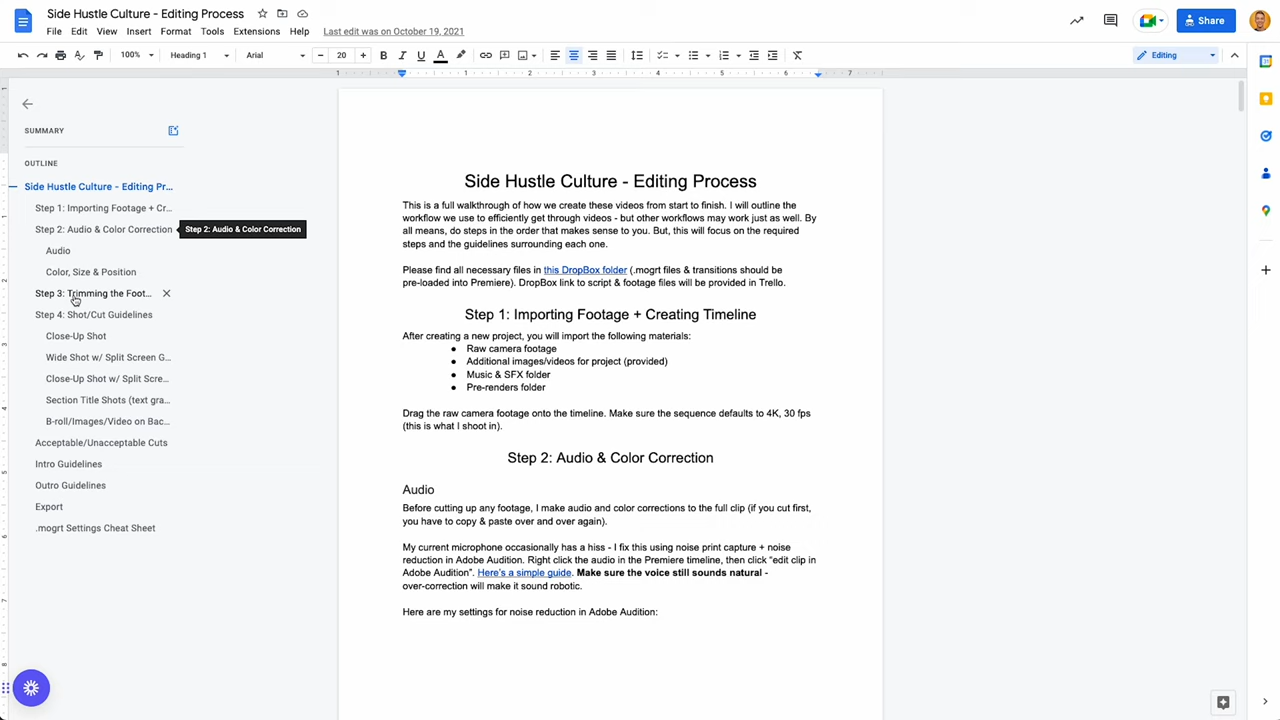 Side Hustle Culture - Editing Process
File Edit View Insert Format Tools Extensions Help Last edit was on October 19, 2021
Share
100% Heading 1 Arial 20 B I U A Editing
1 1 2 3 4 5 6 7
SUMMARY
OUTLINE
Side Hustle Culture - Editing Pr...
Step 1: Importing Footage + Cr...
Step 2: Audio & Color Correction
Step 2: Audio & Color Correction
Audio
Color, Size & Position
Step 3: Trimming the Foot...
Step 4: Shot/Cut Guidelines
Close-Up Shot
Wide Shot w/ Split Screen G...
Close-Up Shot w/ Split Scre...
Section Title Shots (text gra...
B-roll/Images/Video on Bac...
Acceptable/Unacceptable Cuts
Intro Guidelines
Outro Guidelines
Export
.mogrt Settings Cheat Sheet
Side Hustle Culture - Editing Process
This is a full walkthrough of how we create these videos from start to finish. I will outline the
workflow we use to efficiently get through videos - but other workflows may work just as well. By
all means, do steps in the order that makes sense to you. But, this will focus on the required
steps and the guidelines surrounding each one.
Please find all necessary files in this DropBox folder (.mogrt files & transitions should be
pre-loaded into Premiere). DropBox link to script & footage files will be provided in Trello.
Step 1: Importing Footage + Creating Timeline
After creating a new project, you will import the following materials:
● Raw camera footage
● Additional images/videos for project (provided)
● Music & SFX folder
● Pre-renders folder
Drag the raw camera footage onto the timeline. Make sure the sequence defaults to 4K, 30 fps
(this is what I shoot in).
Step 2: Audio & Color Correction
Audio
Before cutting up any footage, I make audio and color corrections to the full clip (if you cut first,
you have to copy & paste over and over again).
My current microphone occasionally has a hiss - I fix this using noise print capture + noise
reduction in Adobe Audition. Right click the audio in the Premiere timeline, then click “edit clip in
Adobe Audition”. Here's a simple guide. Make sure the voice still sounds natural -
over-correction will make it sound robotic.
Here are my settings for noise reduction in Adobe Audition: